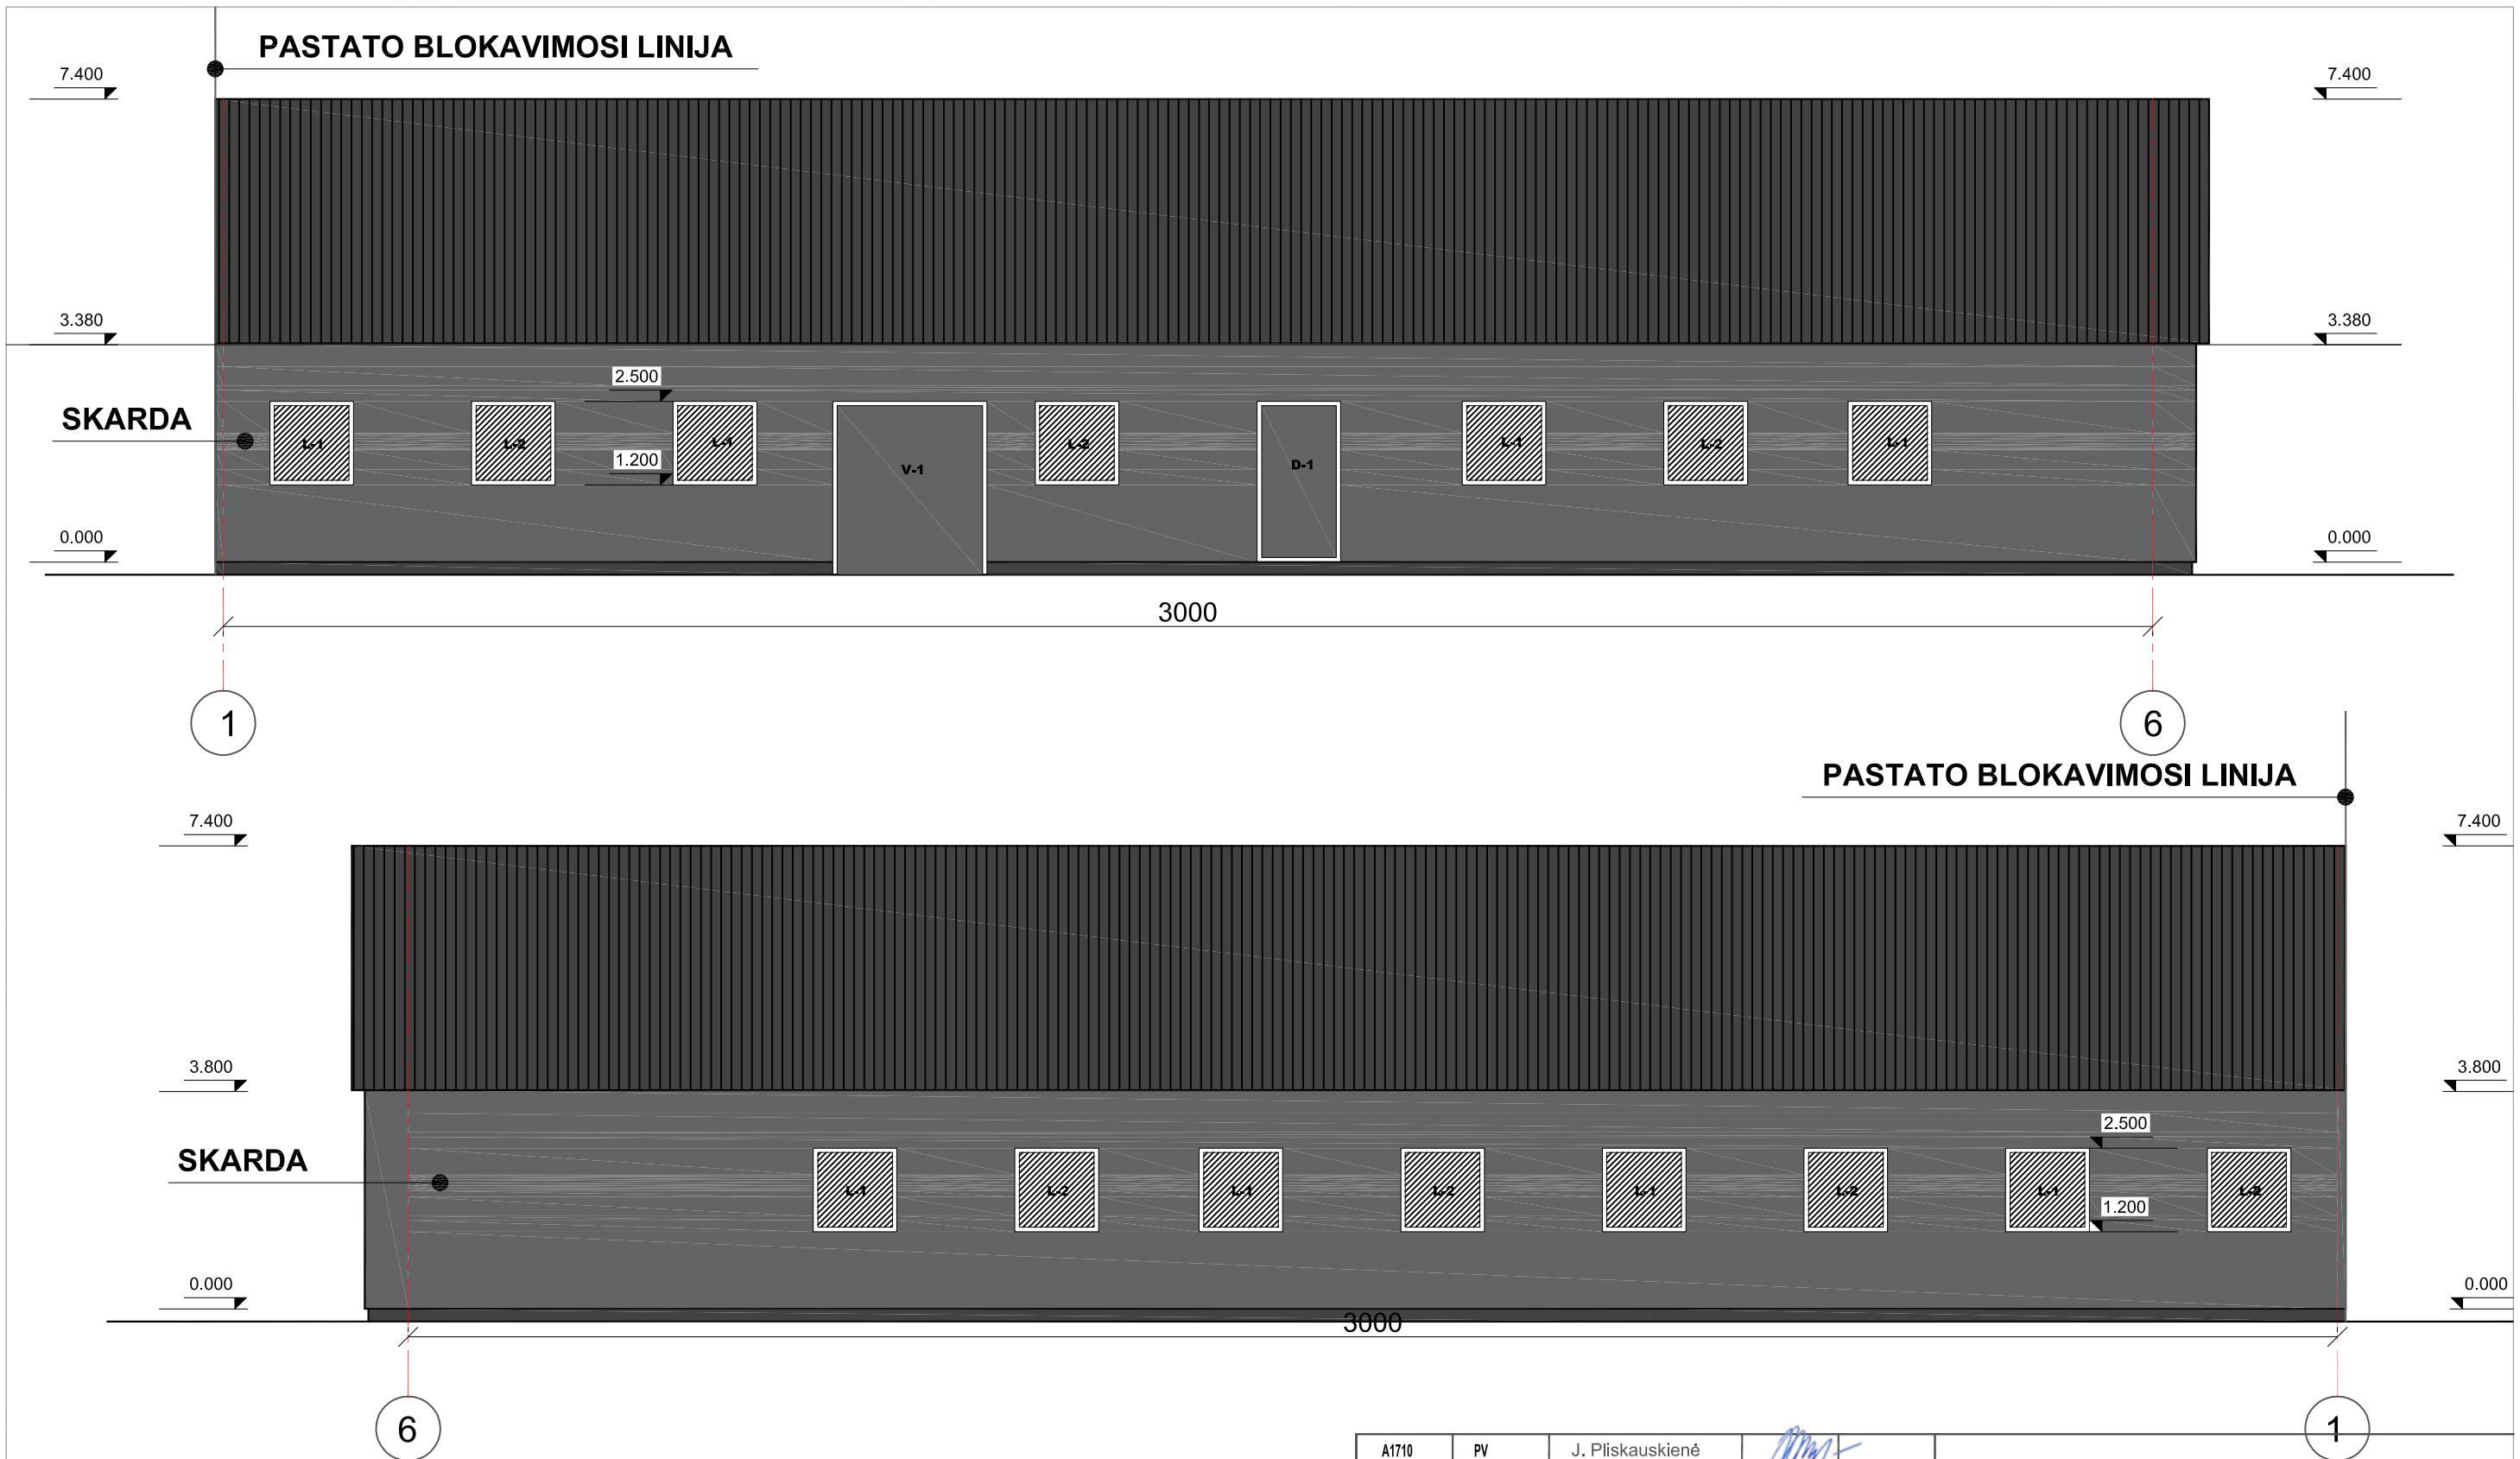 PASTATO BLOKAVIMOSI LINIJA
7.400
7.400
3.380
3.380
2.500
SKARDA
L-1
L-2
L-1
V-1
L-2
D-1
L-1
L-2
L-1
1.200
0.000
0.000
3000
1
6
PASTATO BLOKAVIMOSI LINIJA
7.400
7.400
3.800
3.800
2.500
SKARDA
L-1
L-2
L-1
L-2
L-1
L-2
L-1
L-2
1.200
0.000
0.000
3000
6
1
A1710 PV J. Pliskauskienė